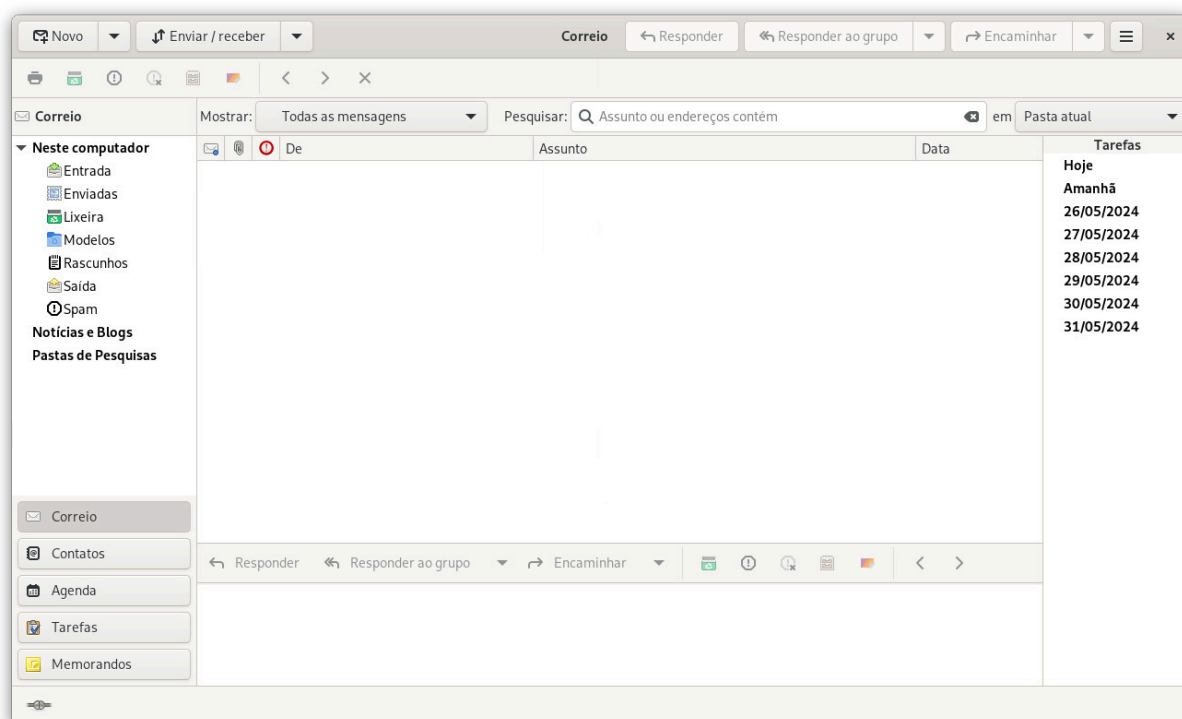 Novo Enviar / receber Correio Responder Responder ao grupo Encaminhar
Correio Mostrar: Todas as mensagens Pesquisar: Assunto ou endereços contém em Pasta atual
Neste computador
Entrada
Enviadas
Lixeira
Modelos
Rascunhos
Saída
Spam
Notícias e Blogs
Pastas de Pesquisas
De Assunto Data
Tarefas
Hoje
Amanhã
26/05/2024
27/05/2024
28/05/2024
29/05/2024
30/05/2024
31/05/2024
Correio
Contatos
Agenda
Tarefas
Memorandos
Responder Responder ao grupo Encaminhar